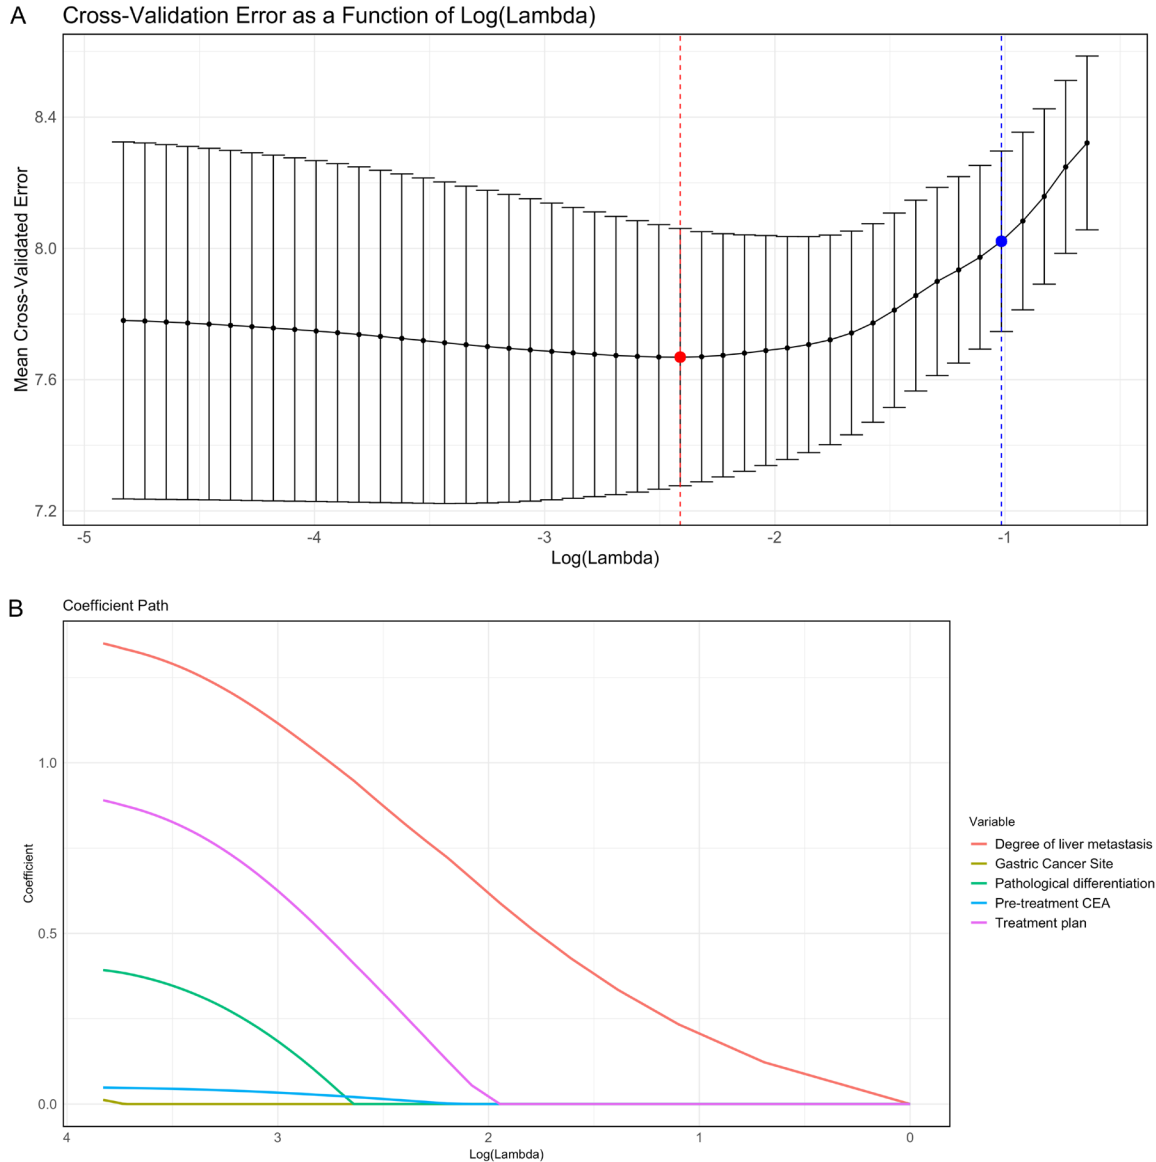 A
Cross-Validation Error as a Function of Log(Lambda)
Mean Cross-Validated Error
8.4
8.0
7.6
7.2
-5 -4 -3 -2 -1
Log(Lambda)
B
Coefficient Path
Coefficient
1.0
0.5
0.0
4 3 2 1 0
Log(Lambda)
Variable
Degree of liver metastasis
Gastric Cancer Site
Pathological differentiation
Pre-treatment CEA
Treatment plan